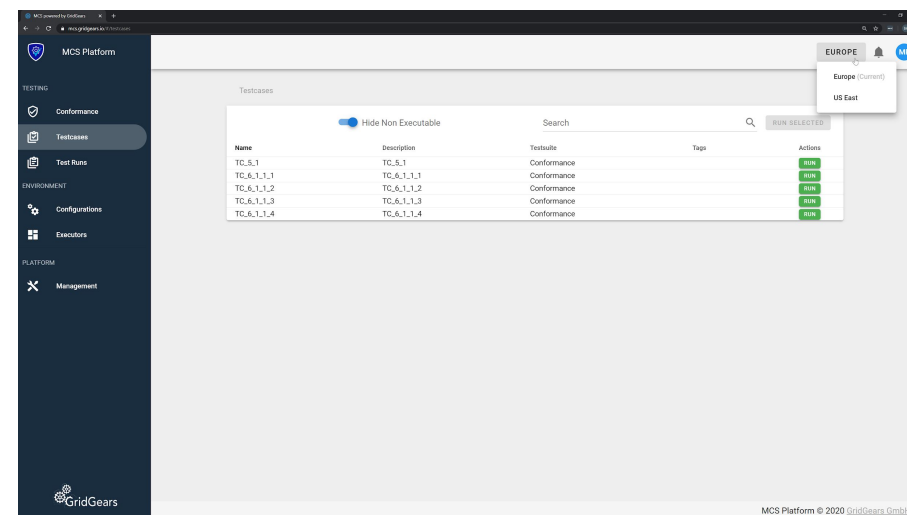 MCS powered by GridGears
mcs.gridgears.io/#/testcases
MCS Platform
EUROPE
Europe (Current)
US East
TESTING
Conformance
Testcases
Test Runs
ENVIRONMENT
Configurations
Executors
PLATFORM
Management
Testcases
Hide Non Executable Search RUN SELECTED
Name Description Testsuite Tags Actions
TC_5_1 TC_5_1 Conformance RUN
TC_6_1_1_1 TC_6_1_1_1 Conformance RUN
TC_6_1_1_2 TC_6_1_1_2 Conformance RUN
TC_6_1_1_3 TC_6_1_1_3 Conformance RUN
TC_6_1_1_4 TC_6_1_1_4 Conformance RUN
GridGears
MCS Platform © 2020 GridGears GmbH